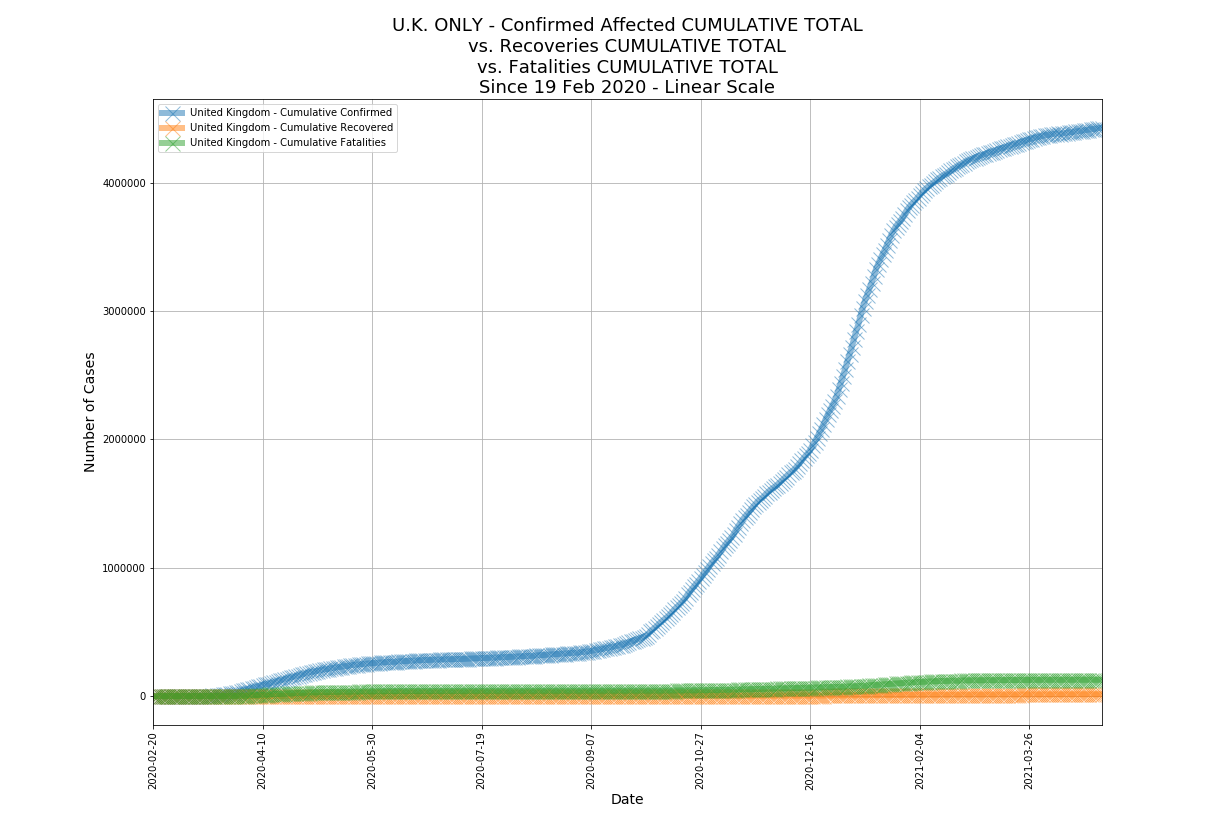 U.K. ONLY - Confirmed Affected CUMULATIVE TOTAL
vs. Recoveries CUMULATIVE TOTAL
vs. Fatalities CUMULATIVE TOTAL
Since 19 Feb 2020 - Linear Scale
United Kingdom - Cumulative Confirmed
United Kingdom - Cumulative Recovered
United Kingdom - Cumulative Fatalities
Number of Cases
4000000
3000000
2000000
1000000
0
2020-02-20
2020-04-10
2020-05-30
2020-07-19
2020-09-07
2020-10-27
2020-12-16
2021-02-04
2021-03-26
Date